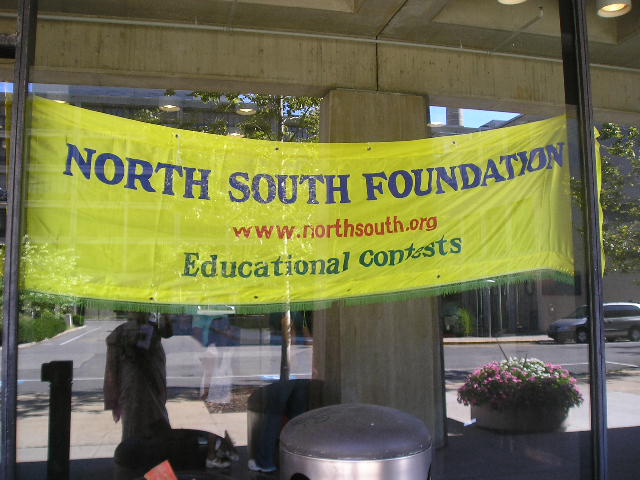 NORTH SOUTH FOUNDATION
www.northsouth.org
Educational Contests